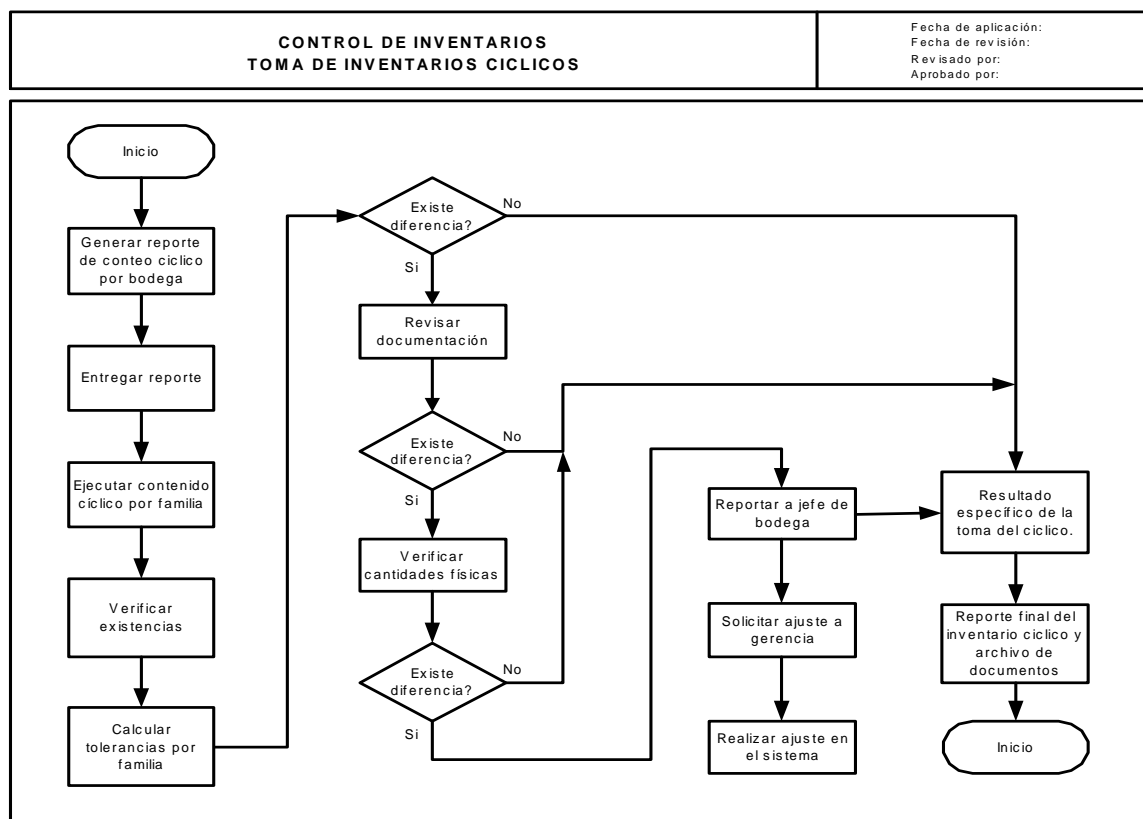 CONTROL DE INVENTARIOS
TOMA DE INVENTARIOS CICLICOS
Fecha de aplicación:
Fecha de revisión:
Revisado por:
Aprobado por:
Inicio
Generar reporte
de conteo ciclico
por bodega
Entregar reporte
Ejecutar contenido
cíclico por familia
Verificar
existencias
Calcular
tolerancias por
familia
Existe
diferencia?
No
Si
Revisar
documentación
Existe
diferencia?
No
Si
Verificar
cantidades físicas
Existe
diferencia?
No
Si
Reportar a jefe de
bodega
Solicitar ajuste a
gerencia
Realizar ajuste en
el sistema
Resultado
específico de la
toma del ciclico.
Reporte final del
inventario ciclico y
archivo de
documentos
Inicio